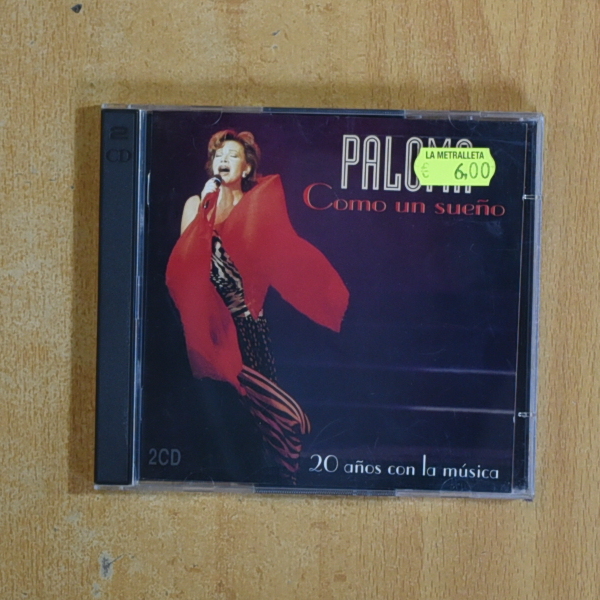 2
CD
PALOMA
LA METRALLETA
€ 6,00
Como un sueño
2CD
20 años con la música